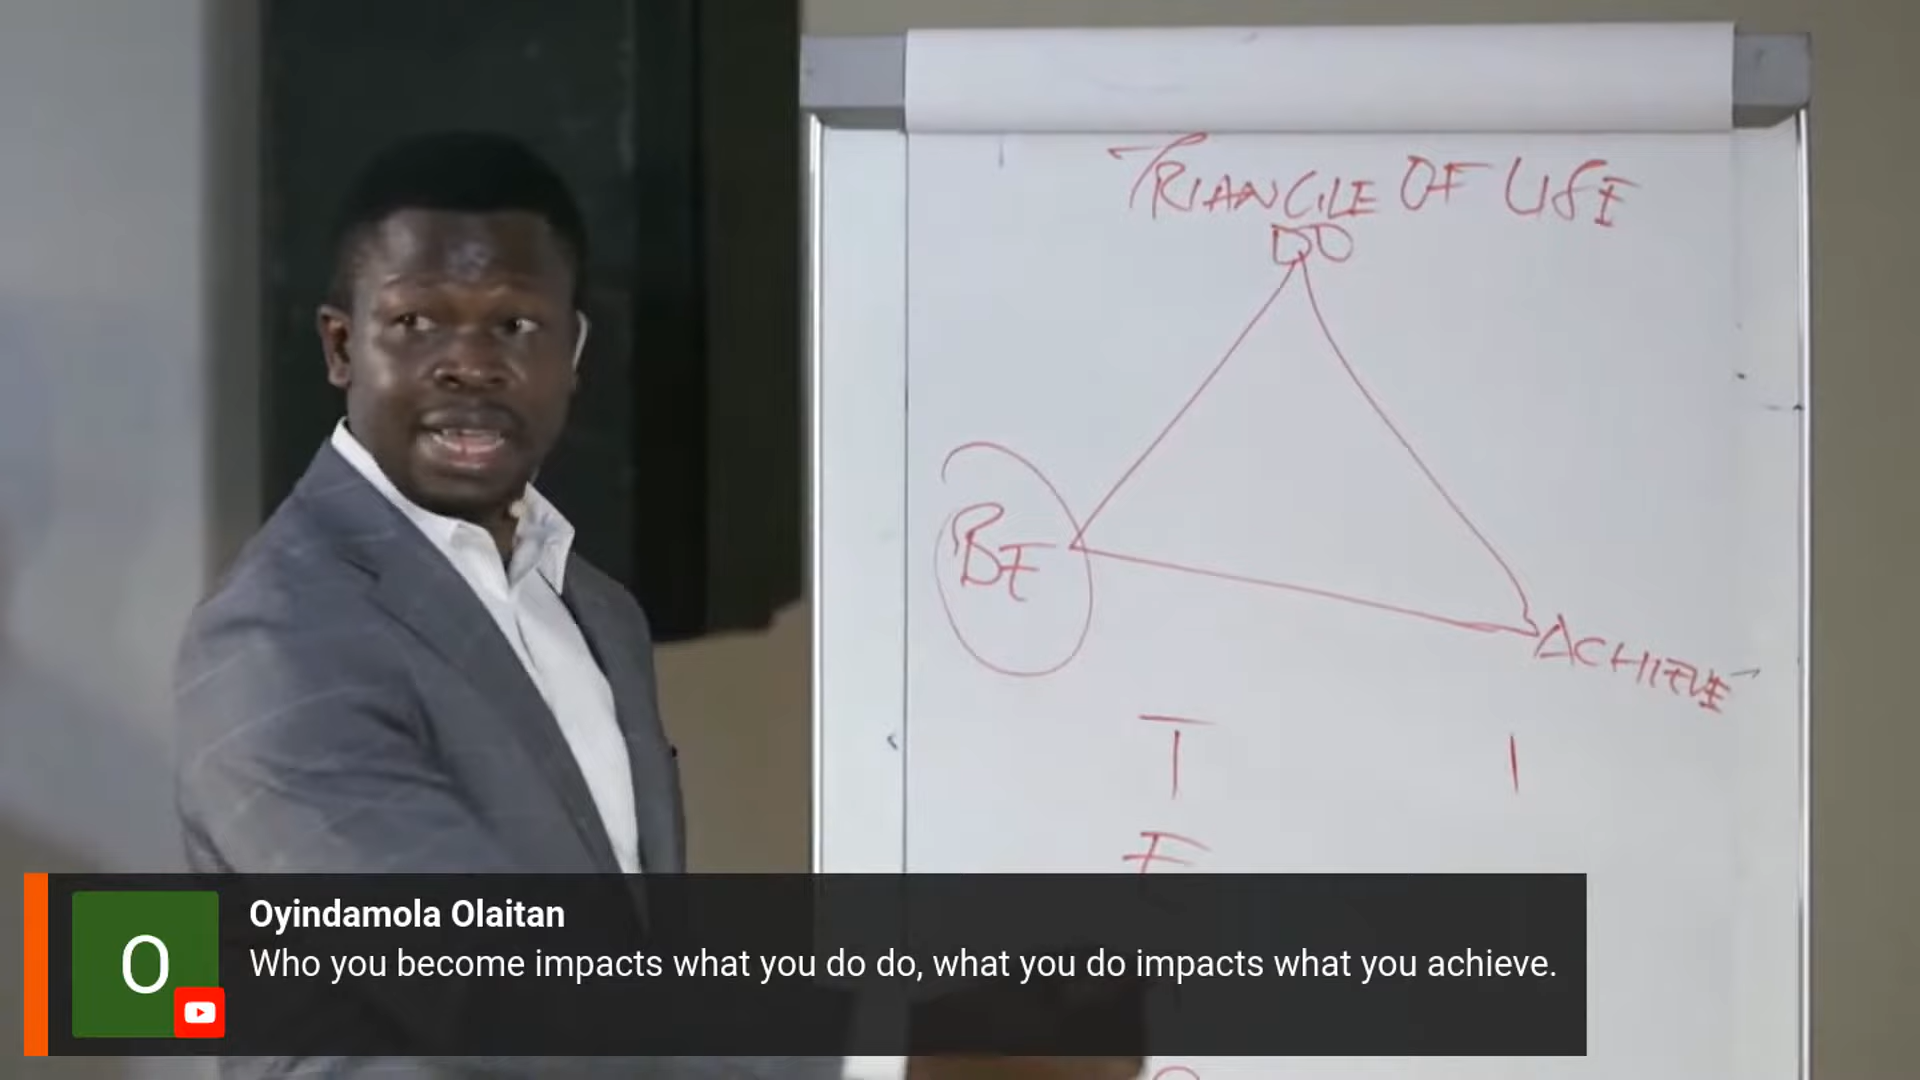 TRIANGLE OF LIFE
DO
BE
ACHIEVE
T I
E
O
Oyindamola Olaitan
Who you become impacts what you do do, what you do impacts what you achieve.